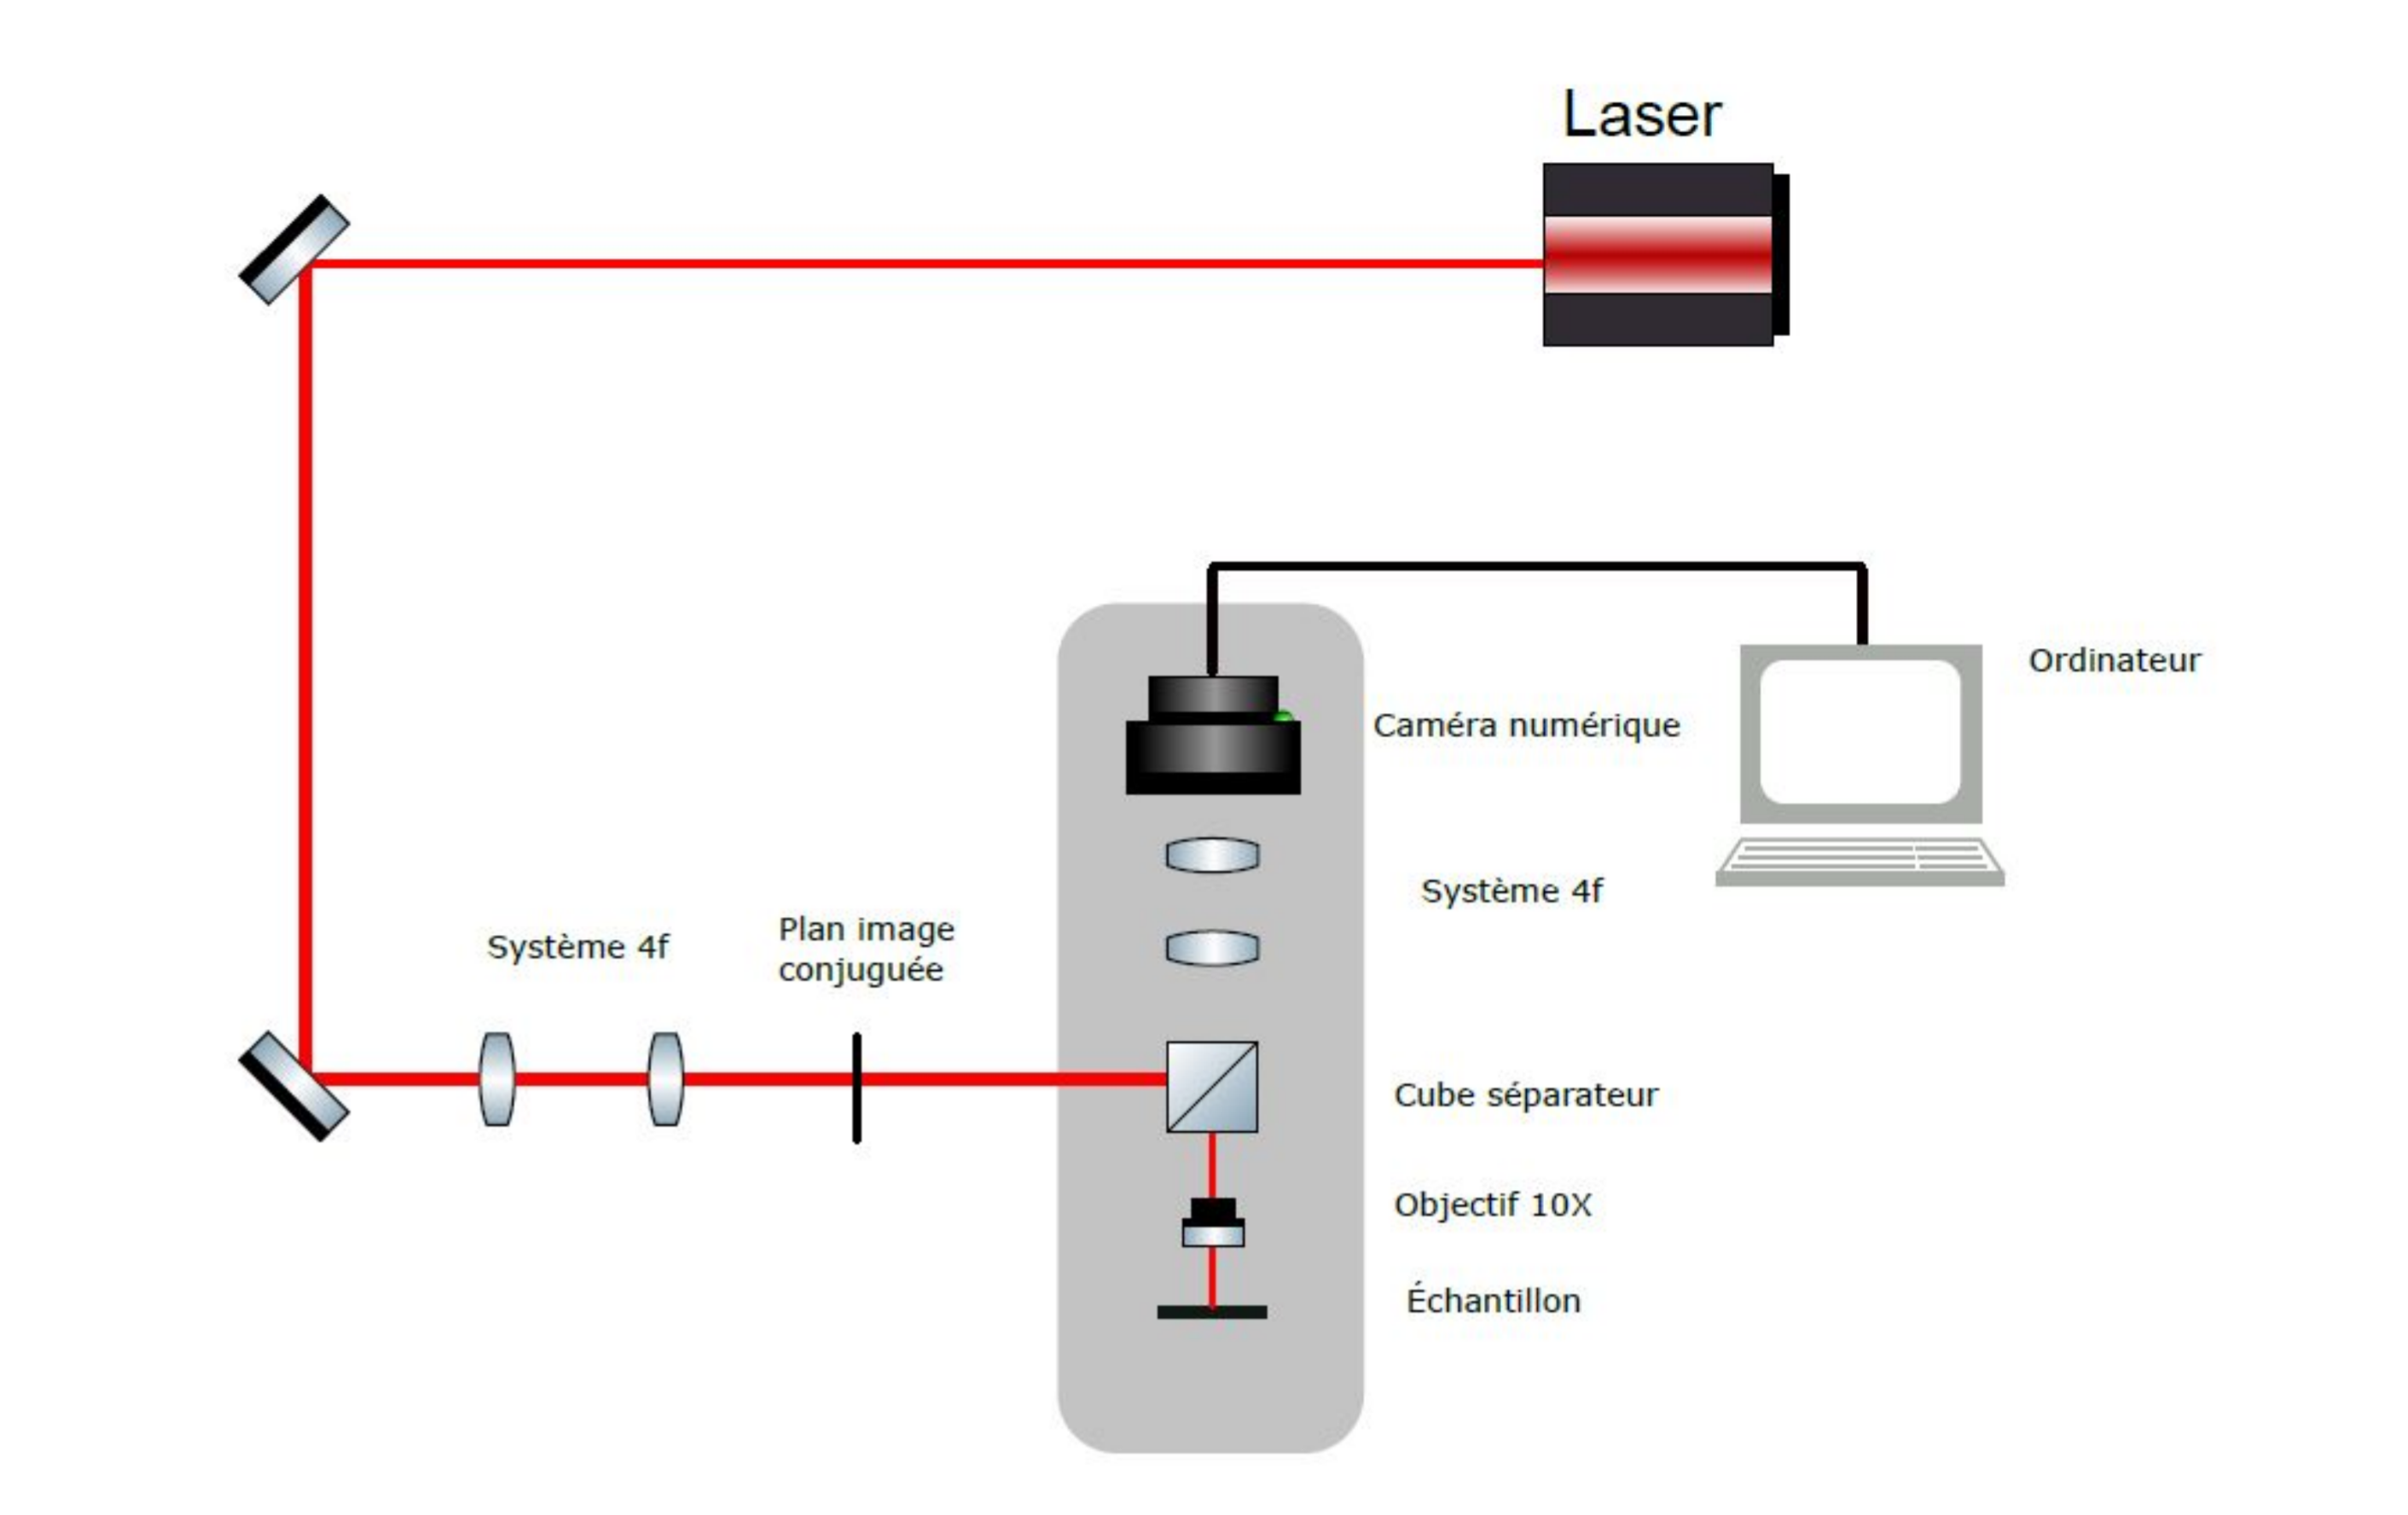 Laser
Ordinateur
Caméra numérique
Système 4f
Plan image
conjuguée
Système 4f
Cube séparateur
Objectif 10X
Échantillon